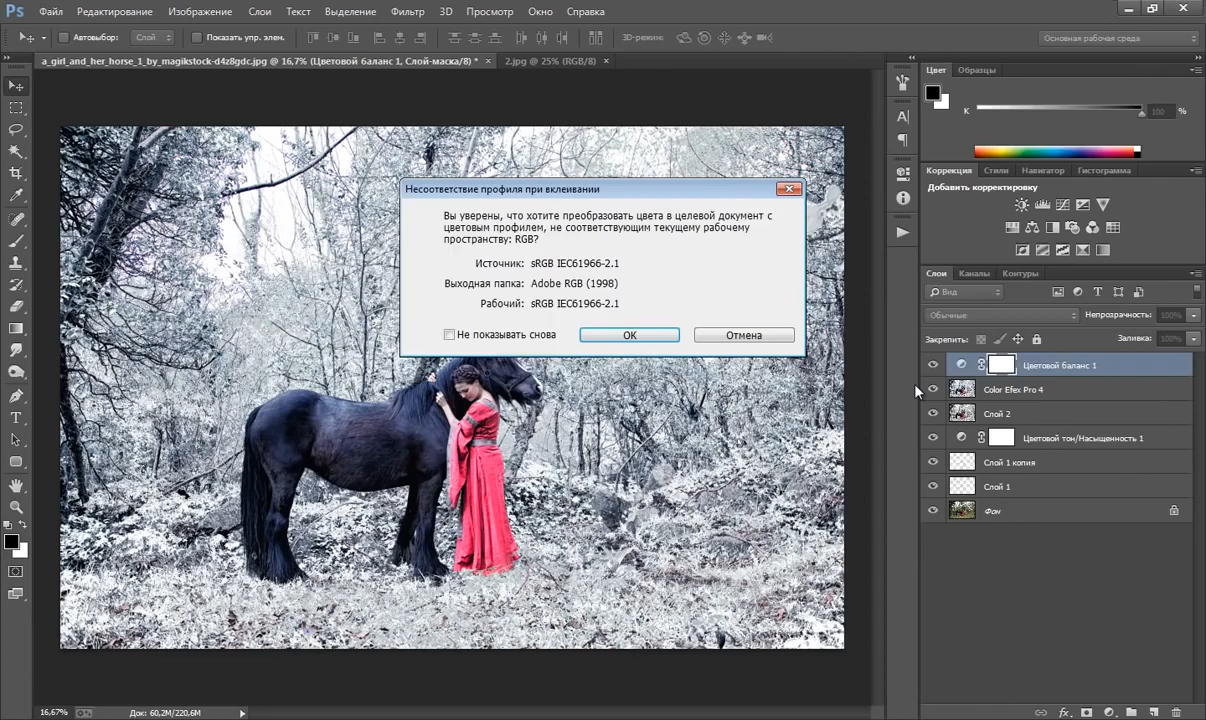 Ps Файл Редактирование Изображение Слои Текст Выделение Фильтр 3D Просмотр Окно Справка
Автовыбор: Слой Показать упр. элем. 3D-режим: Основная рабочая среда
a_girl_and_her_horse_1_by_magikstock-d4z8gdc.jpg @ 16,7% (Цветовой баланс 1, Слой-маска/8) * × 2.jpg @ 25% (RGB/8) ×
Цвет Образцы
K 100 %
Несоответствие профиля при вклеивании
Вы уверены, что хотите преобразовать цвета в целевой документ с
цветовым профилем, не соответствующим текущему рабочему
пространству: RGB?
Источник: sRGB IEC61966-2.1
Выходная папка: Adobe RGB (1998)
Рабочий: sRGB IEC61966-2.1
Не показывать снова OK Отмена
Коррекция Стили Навигатор Гистограмма
Добавить корректировку
Слои Каналы Контуры
Вид
Обычные Непрозрачность: 100%
Закрепить: Заливка: 100%
Цветовой баланс 1
Color Efex Pro 4
Слой 2
Цветовой тон/Насыщенность 1
Слой 1 копия
Слой 1
Фон
16,67% Док: 60,2M/220,6M